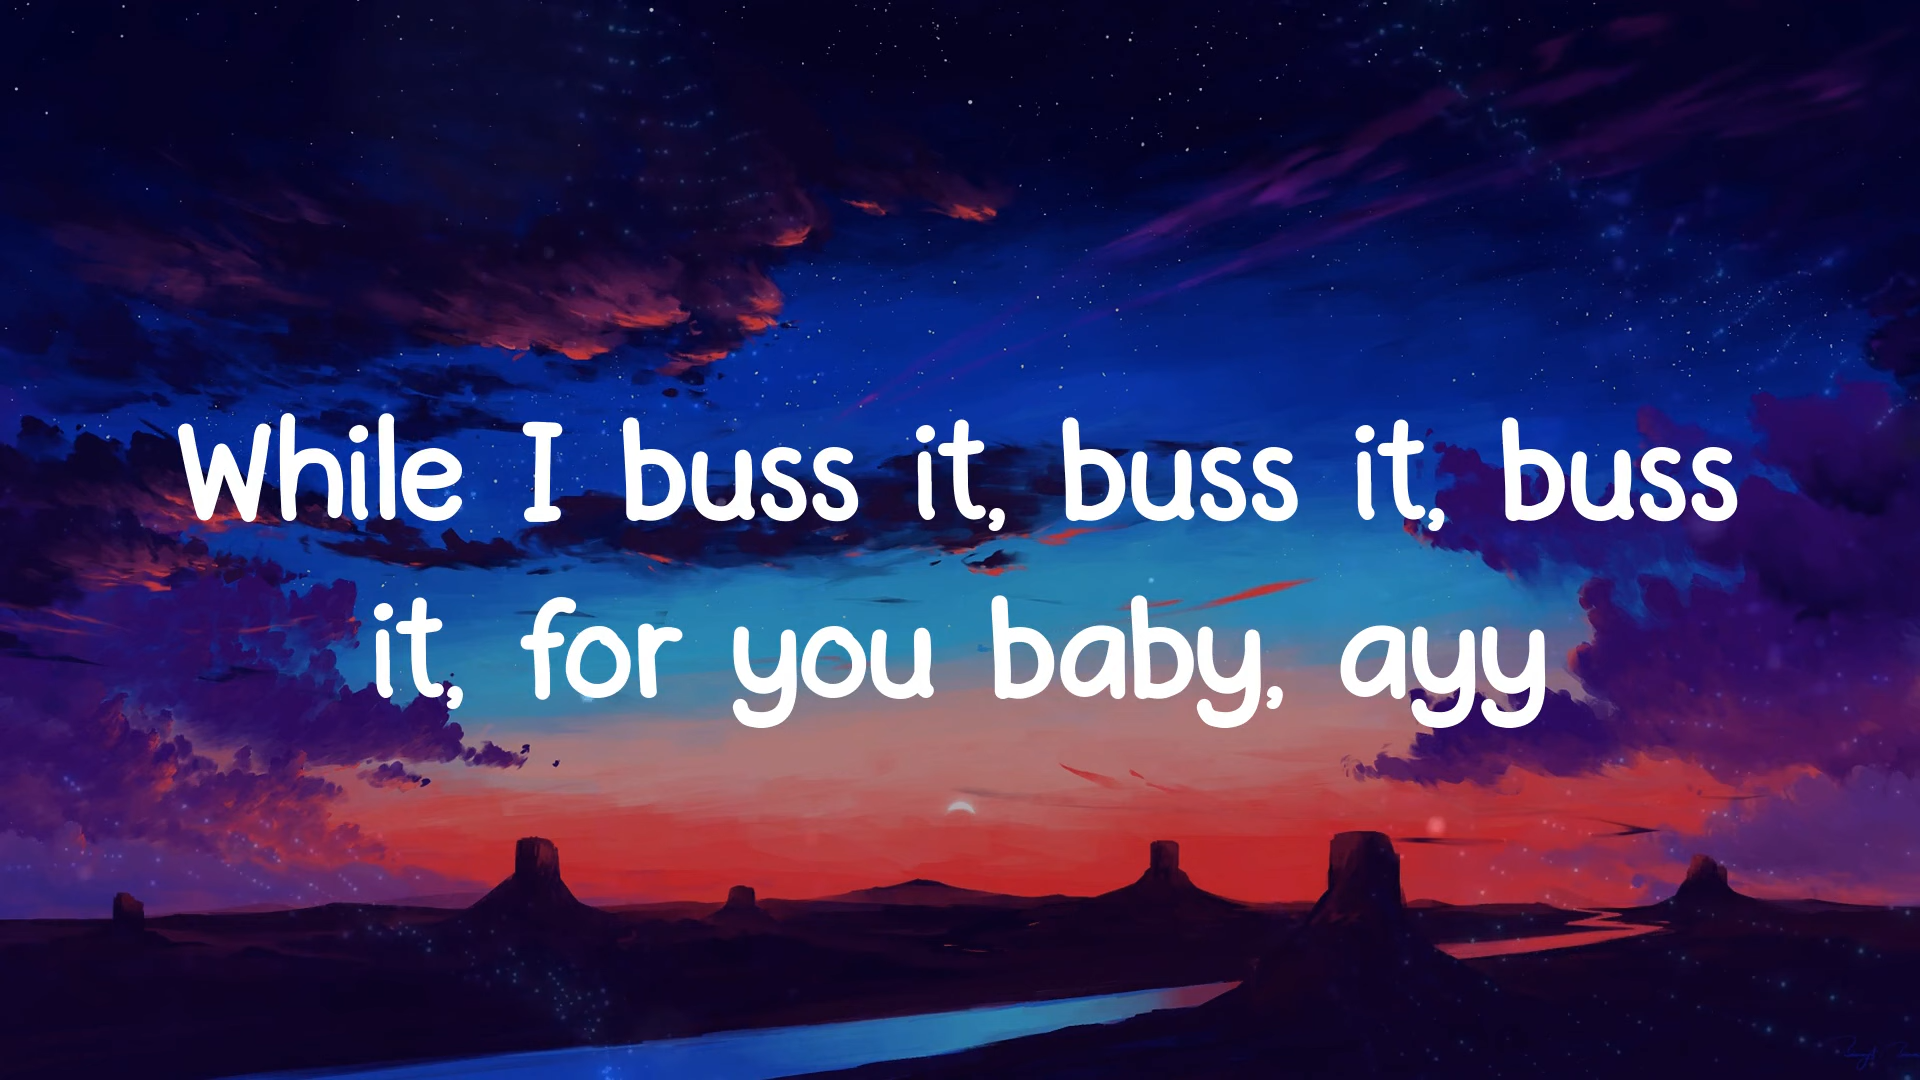 While I buss it, buss it, buss
it, for you baby, ayy